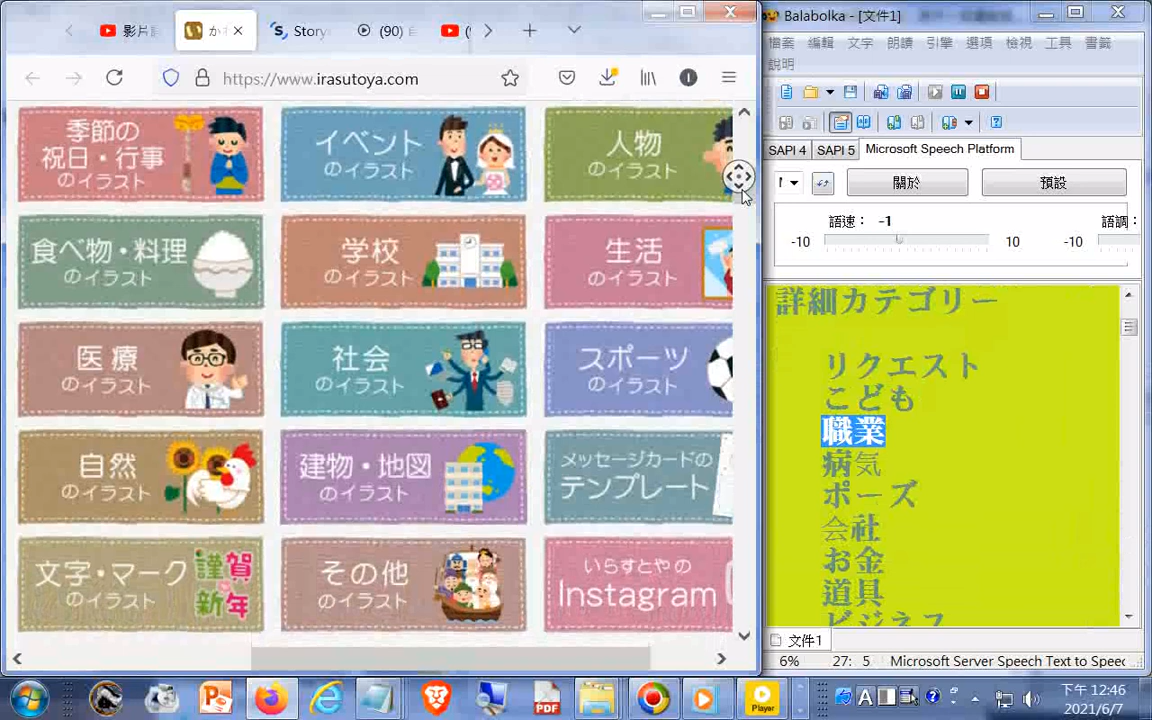 影片
か
Story
(90)
https://www.irasutoya.com
季節の
祝日・行事
のイラスト
イベント
のイラスト
人物
のイラスト
食べ物・料理
のイラスト
学校
のイラスト
生活
のイラスト
医療
のイラスト
社会
のイラスト
スポーツ
のイラスト
自然
のイラスト
建物・地図
のイラスト
メッセージカードの
テンプレート
文字・マーク
のイラスト
謹賀
新年
その他
のイラスト
いらすとやの
Instagram
Balabolka - [文件1]
檔案 編輯 文字 朗讀 引擎 選項 檢視 工具 書籤
說明
SAPI 4 SAPI 5 Microsoft Speech Platform
關於 預設
語速： -1 語調：
-10 10 -10
詳細カテゴリー
リクエスト
こども
職業
病気
ポーズ
会社
お金
道具
ビジネス
文件1
6% 27: 5 Microsoft Server Speech Text to Speec
PDF
Player
A
下午 12:46
2021/6/7